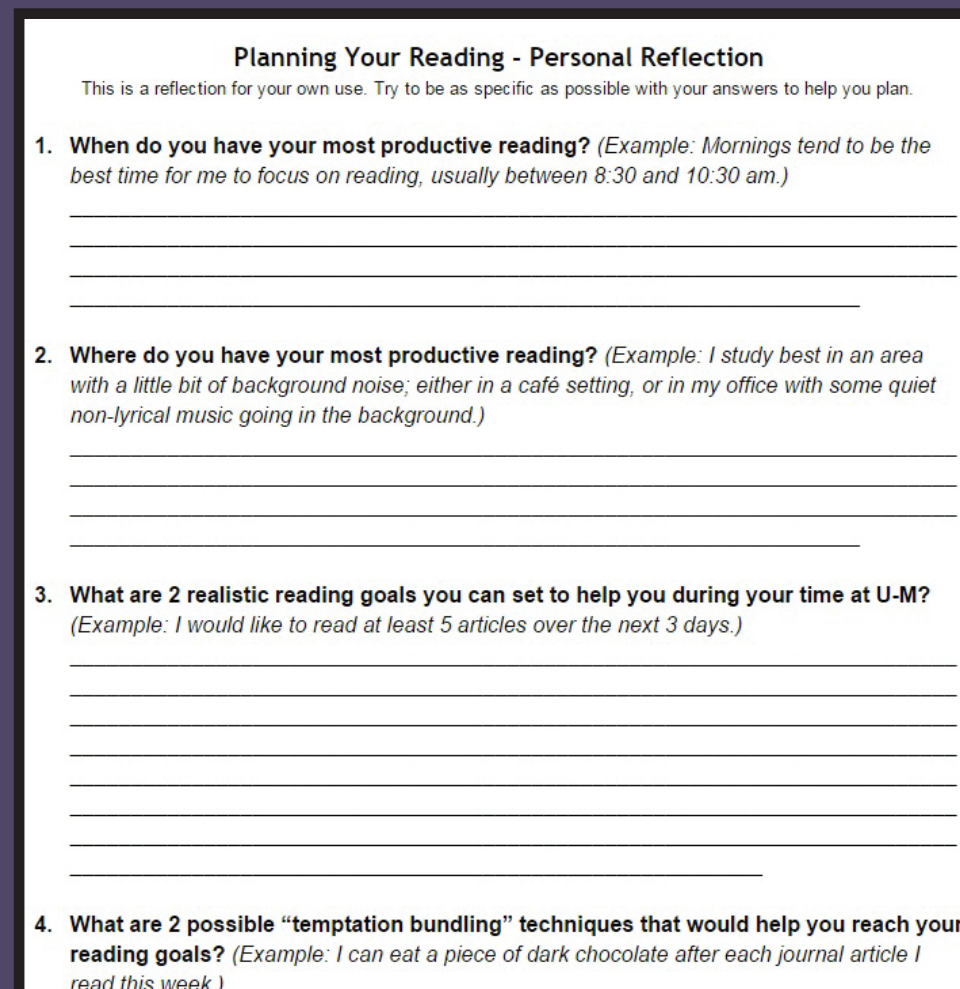 Planning Your Reading - Personal Reflection
This is a reflection for your own use. Try to be as specific as possible with your answers to help you plan.
1. When do you have your most productive reading? (Example: Mornings tend to be the
best time for me to focus on reading, usually between 8:30 and 10:30 am.)
2. Where do you have your most productive reading? (Example: I study best in an area
with a little bit of background noise; either in a café setting, or in my office with some quiet
non-lyrical music going in the background.)
3. What are 2 realistic reading goals you can set to help you during your time at U-M?
(Example: I would like to read at least 5 articles over the next 3 days.)
4. What are 2 possible “temptation bundling” techniques that would help you reach your
reading goals? (Example: I can eat a piece of dark chocolate after each journal article I
read this week.)